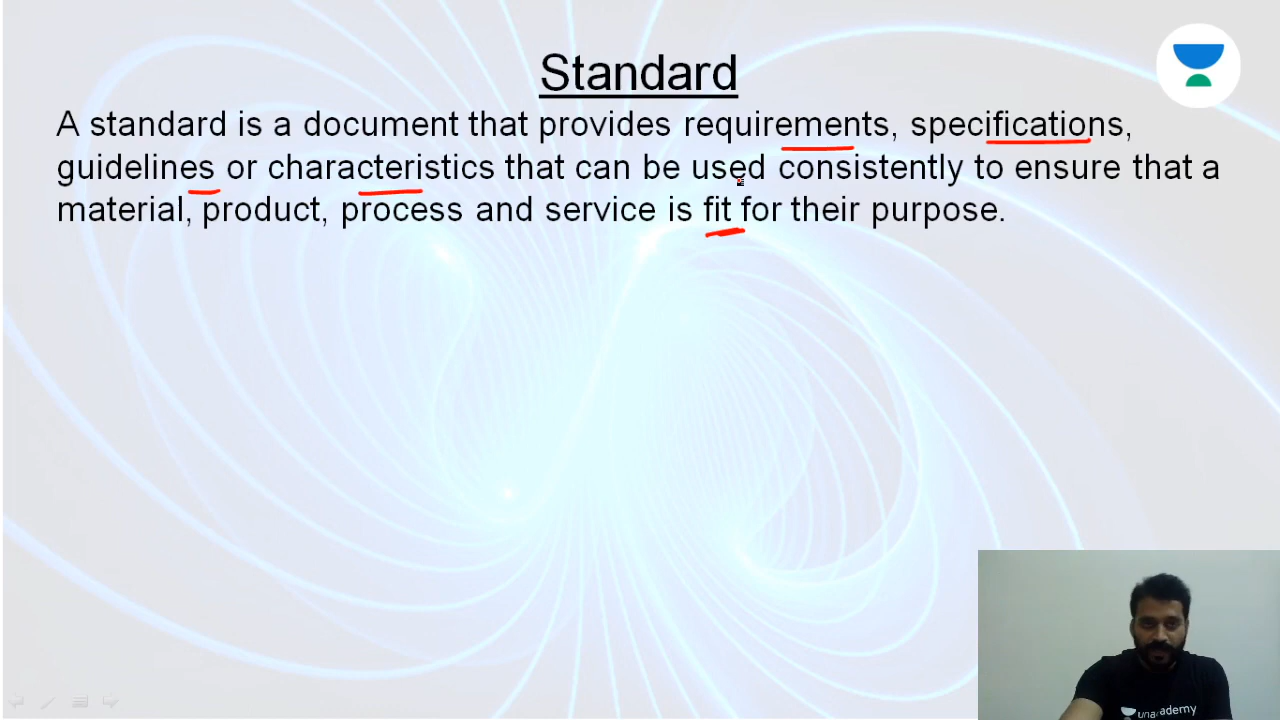 Standard
A standard is a document that provides requirements, specifications,
guidelines or characteristics that can be used consistently to ensure that a
material, product, process and service is fit for their purpose.
unacademy